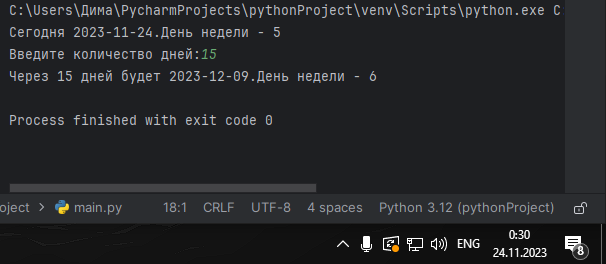 C:\Users\Дима\PycharmProjects\pythonProject\venv\Scripts\python.exe C
Сегодня 2023-11-24.День недели - 5
Введите количество дней:15
Через 15 дней будет 2023-12-09.День недели - 6
Process finished with exit code 0
oject > main.py 18:1 CRLF UTF-8 4 spaces Python 3.12 (pythonProject)
ENG 0:30
24.11.2023 8